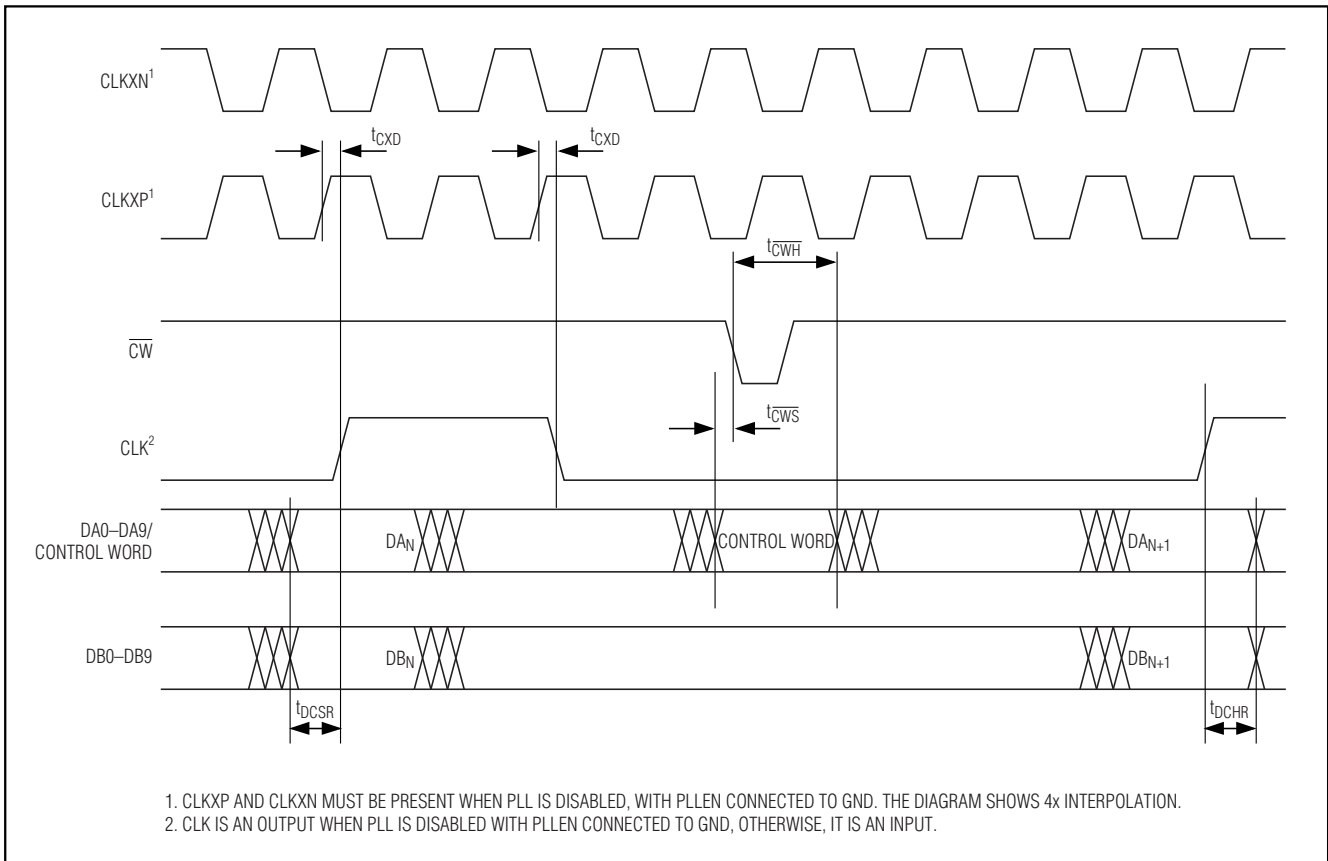 CLKXN¹
tCXD
tCXD
CLKXP¹
tC̅W̅H̅
C̅W̅
tC̅W̅S̅
CLK²
DA0–DA9/
CONTROL WORD
DAN
CONTROL WORD
DAN+1
DB0–DB9
DBN
DBN+1
tDCSR
tDCHR
1. CLKXP AND CLKXN MUST BE PRESENT WHEN PLL IS DISABLED, WITH PLLEN CONNECTED TO GND. THE DIAGRAM SHOWS 4x INTERPOLATION.
2. CLK IS AN OUTPUT WHEN PLL IS DISABLED WITH PLLEN CONNECTED TO GND, OTHERWISE, IT IS AN INPUT.